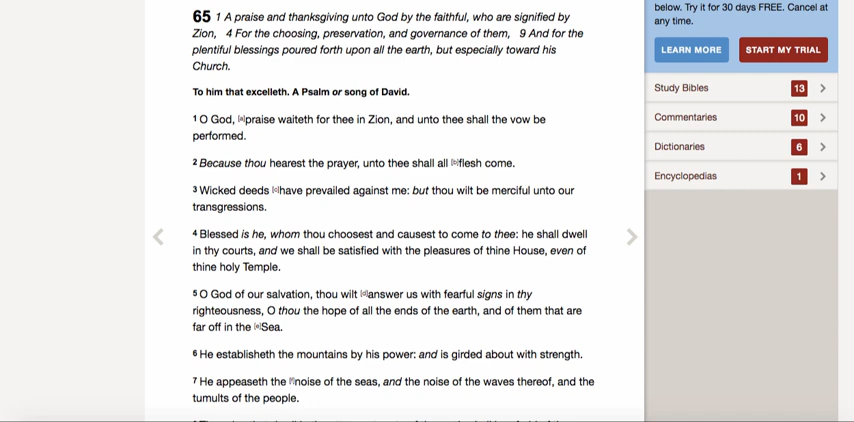 65 1 A praise and thanksgiving unto God by the faithful, who are signified by
Zion, 4 For the choosing, preservation, and governance of them, 9 And for the
plentiful blessings poured forth upon all the earth, but especially toward his
Church.
To him that excelleth. A Psalm or song of David.
1 O God, [a]praise waiteth for thee in Zion, and unto thee shall the vow be
performed.
2 Because thou hearest the prayer, unto thee shall all [b]flesh come.
3 Wicked deeds [c]have prevailed against me: but thou wilt be merciful unto our
transgressions.
4 Blessed is he, whom thou choosest and causest to come to thee: he shall dwell
in thy courts, and we shall be satisfied with the pleasures of thine House, even of
thine holy Temple.
5 O God of our salvation, thou wilt [d]answer us with fearful signs in thy
righteousness, O thou the hope of all the ends of the earth, and of them that are
far off in the [e]Sea.
6 He establisheth the mountains by his power: and is girded about with strength.
7 He appeaseth the [f]noise of the seas, and the noise of the waves thereof, and the
tumults of the people.
below. Try it for 30 days FREE. Cancel at
any time.
LEARN MORE START MY TRIAL
Study Bibles 13
Commentaries 10
Dictionaries 6
Encyclopedias 1